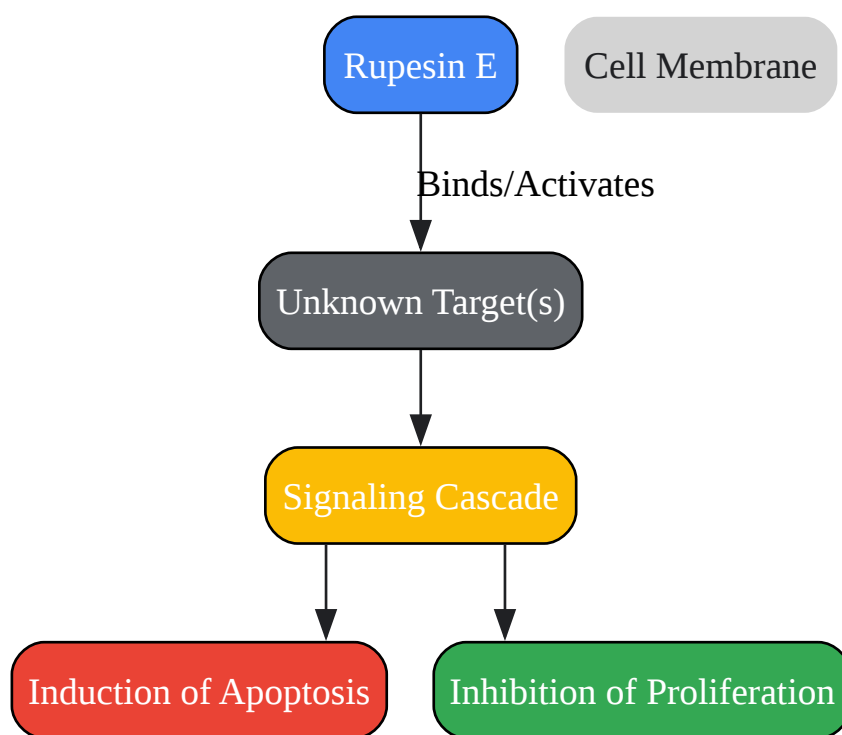 Rupesin E
Cell Membrane
Binds/Activates
Unknown Target(s)
Signaling Cascade
Induction of Apoptosis
Inhibition of Proliferation